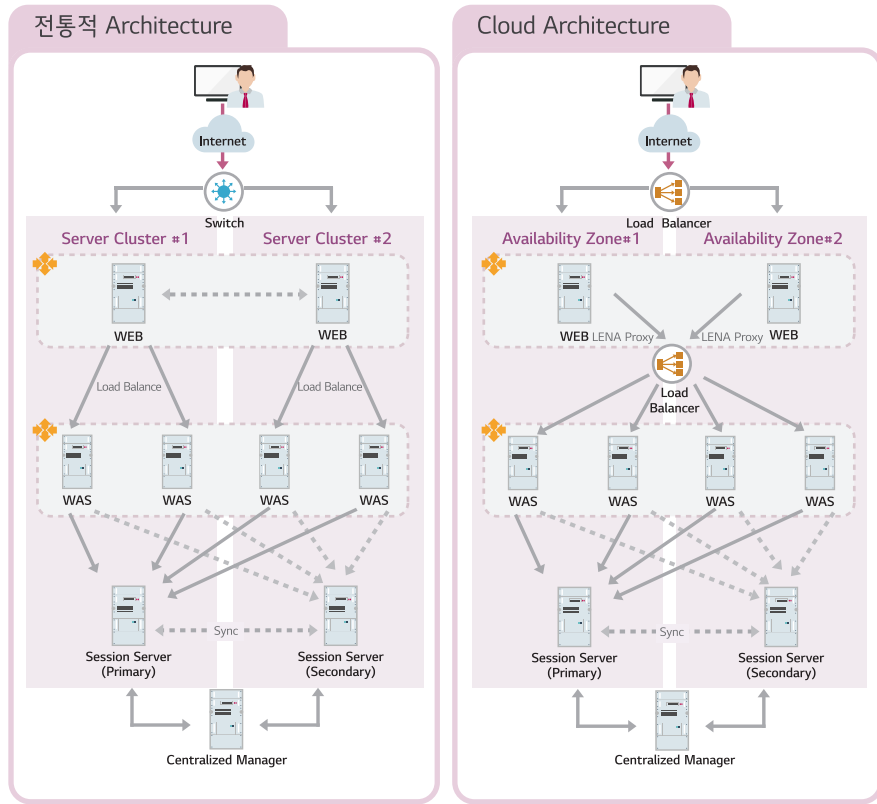 전통적 Architecture
Internet
Switch
Server Cluster #1
Server Cluster #2
WEB
WEB
Load Balance
Load Balance
WAS
WAS
WAS
WAS
Sync
Session Server
(Primary)
Session Server
(Secondary)
Centralized Manager
Cloud Architecture
Internet
Load Balancer
Availability Zone#1
Availability Zone#2
WEB
LENA Proxy
LENA Proxy
WEB
Load
Balancer
WAS
WAS
WAS
WAS
Sync
Session Server
(Primary)
Session Server
(Secondary)
Centralized Manager